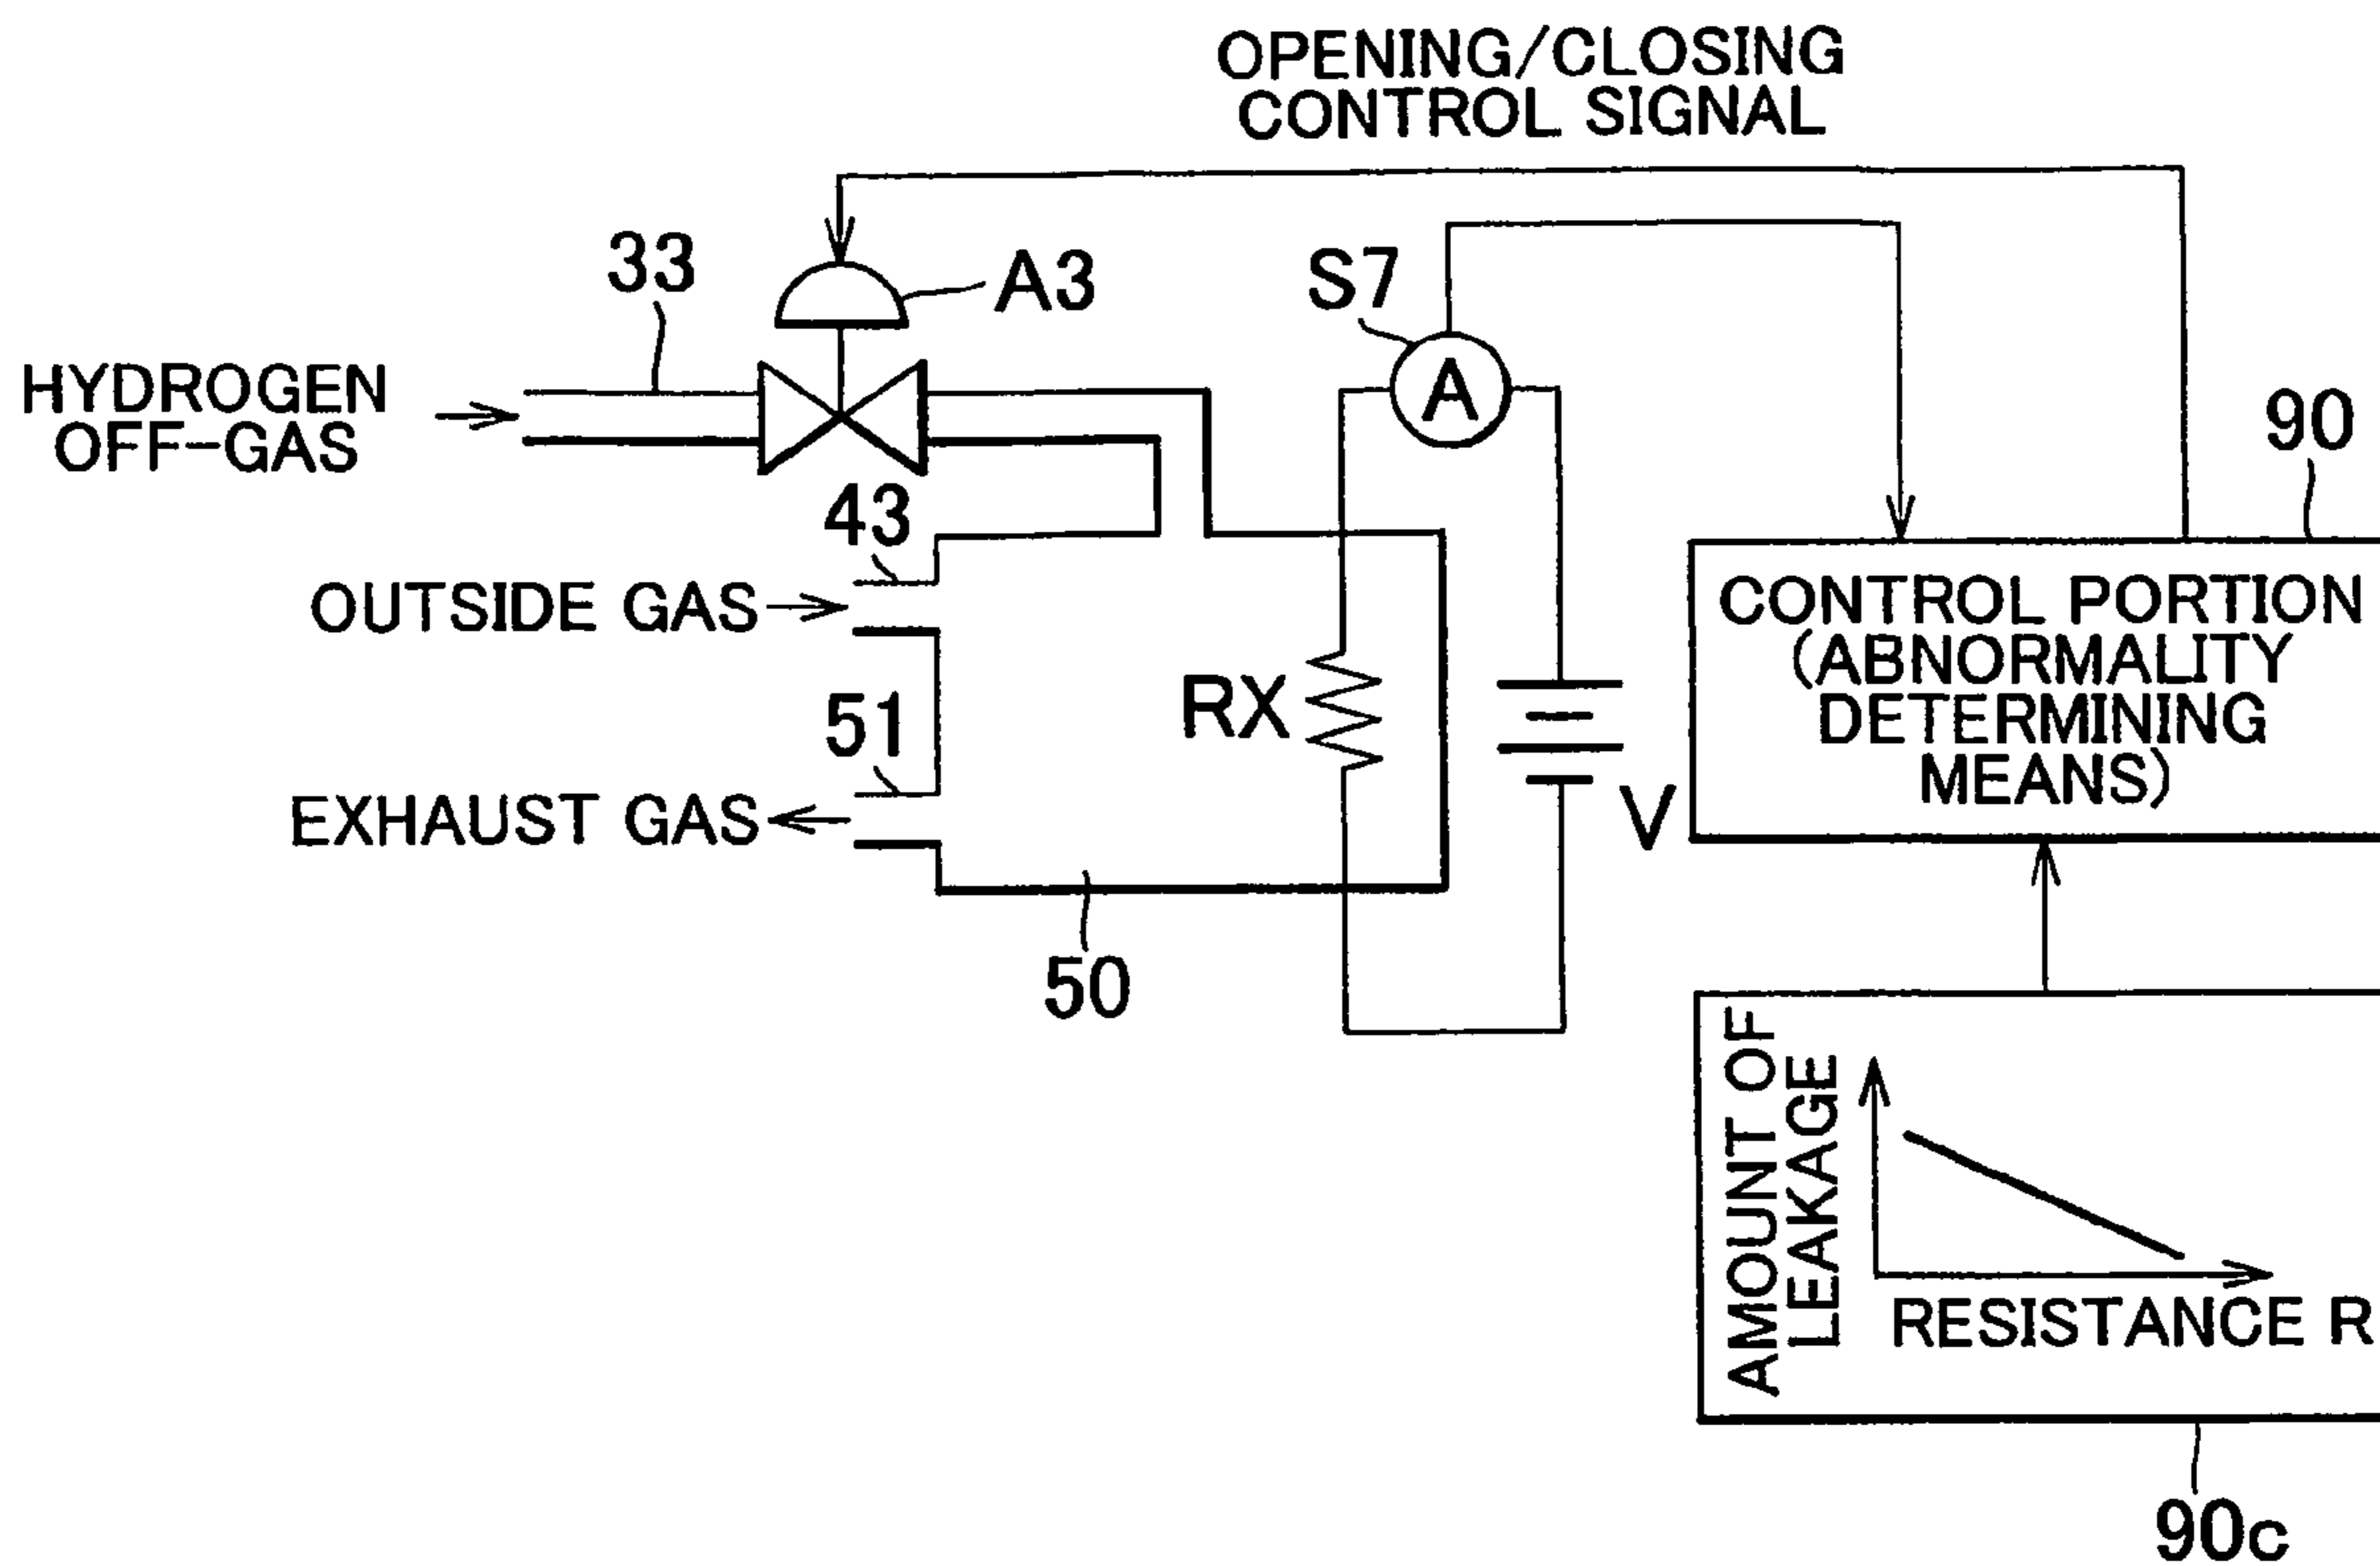 OPENING/CLOSING
CONTROL SIGNAL
33
A3
S7
A
HYDROGEN
OFF-GAS
90
43
OUTSIDE GAS
CONTROL PORTION
(ABNORMALITY
DETERMINING
MEANS)
RX
51
V
EXHAUST GAS
50
AMOUNT OF
LEAKAGE
RESISTANCE R
90c